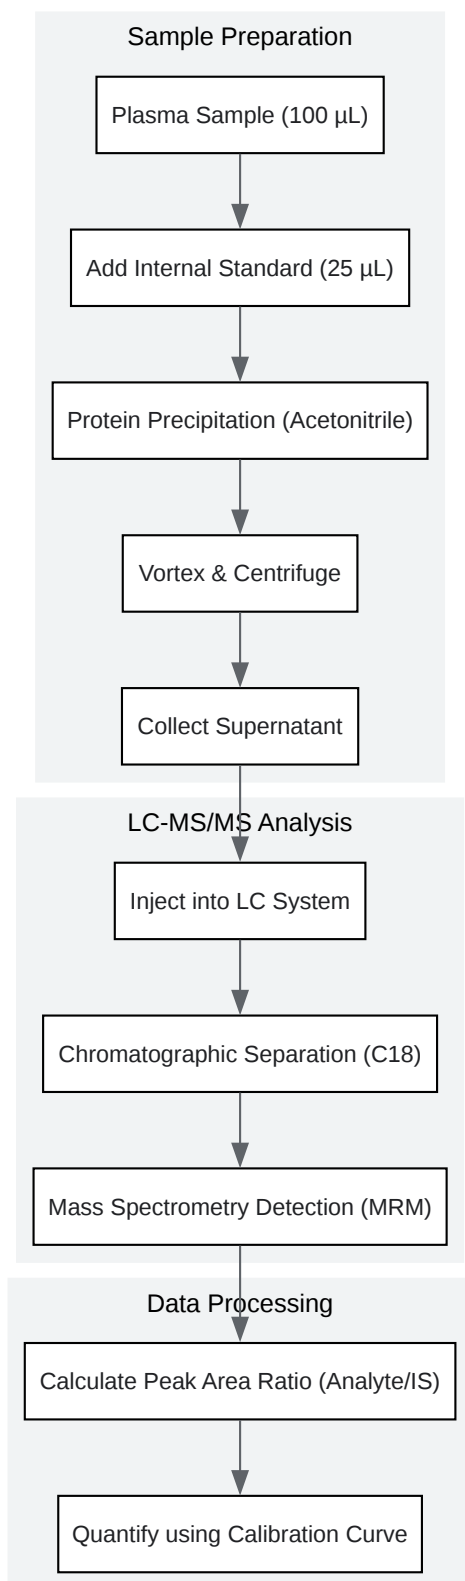 Sample Preparation
Plasma Sample (100 µL)
Add Internal Standard (25 µL)
Protein Precipitation (Acetonitrile)
Vortex & Centrifuge
Collect Supernatant
LC-MS/MS Analysis
Inject into LC System
Chromatographic Separation (C18)
Mass Spectrometry Detection (MRM)
Data Processing
Calculate Peak Area Ratio (Analyte/IS)
Quantify using Calibration Curve